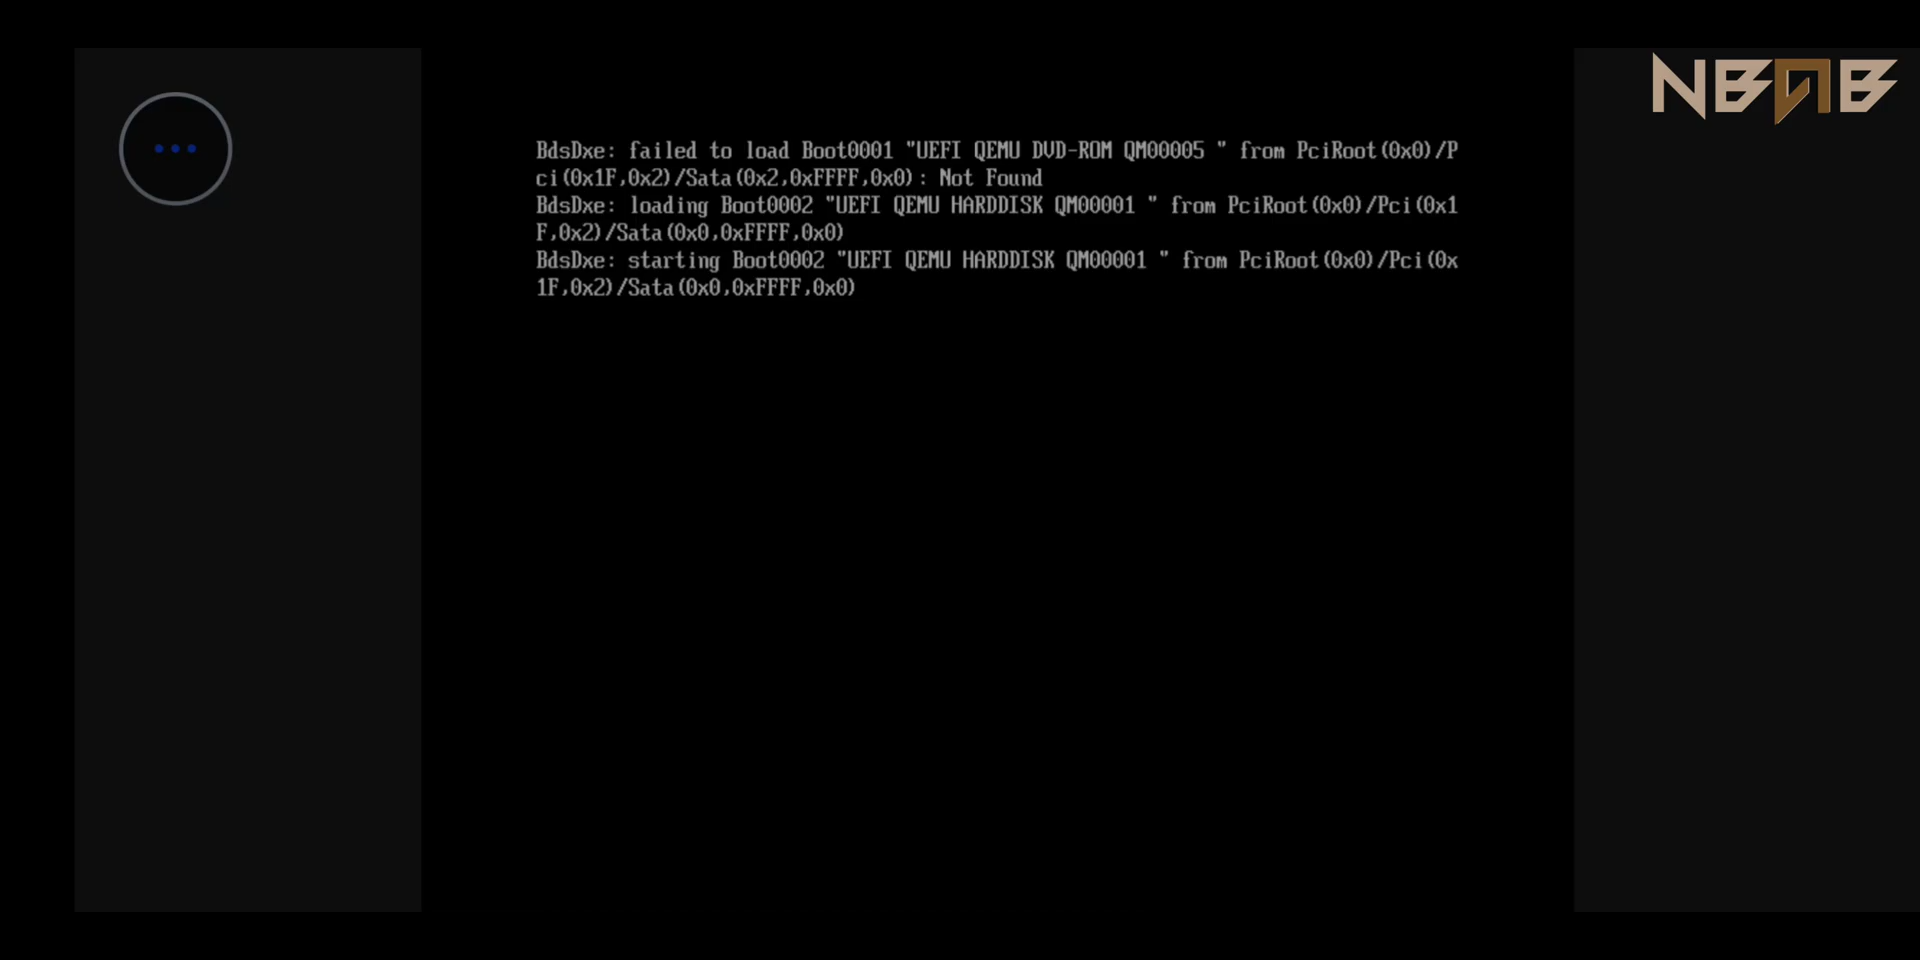 NBAB
BdsDxe: failed to load Boot0001 "UEFI QEMU DVD-ROM QM00005 " from PciRoot(0x0)/P
ci(0x1F,0x2)/Sata(0x2,0xFFFF,0x0): Not Found
BdsDxe: loading Boot0002 "UEFI QEMU HARDDISK QM00001 " from PciRoot(0x0)/Pci(0x1
F,0x2)/Sata(0x0,0xFFFF,0x0)
BdsDxe: starting Boot0002 "UEFI QEMU HARDDISK QM00001 " from PciRoot(0x0)/Pci(0x
1F,0x2)/Sata(0x0,0xFFFF,0x0)